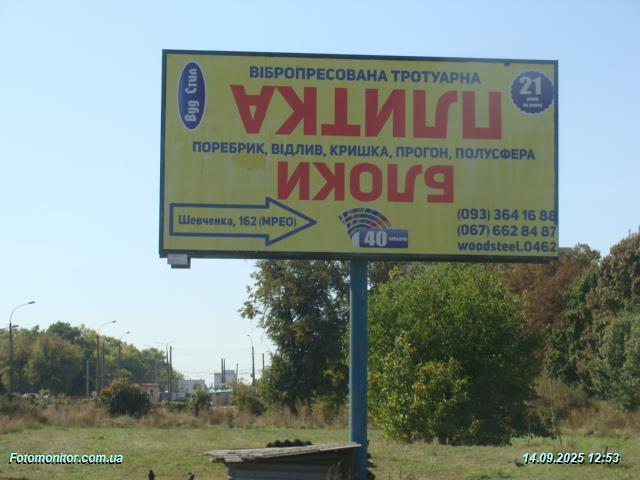 Вуд Стил
ВІБРОПРЕСОВАНА ТРОТУАРНА
ПЛИТКА
21
ПОРЕБРИК, ВІДЛИВ, КРИШКА, ПРОГОН, ПОЛУСФЕРА
БЛОКИ
Шевченка, 162 (МРЕО)
40
(093) 364 16 88
(067) 662 84 87
woodsteel.0462
Fotomonitor.com.ua
14.09.2025 12:53